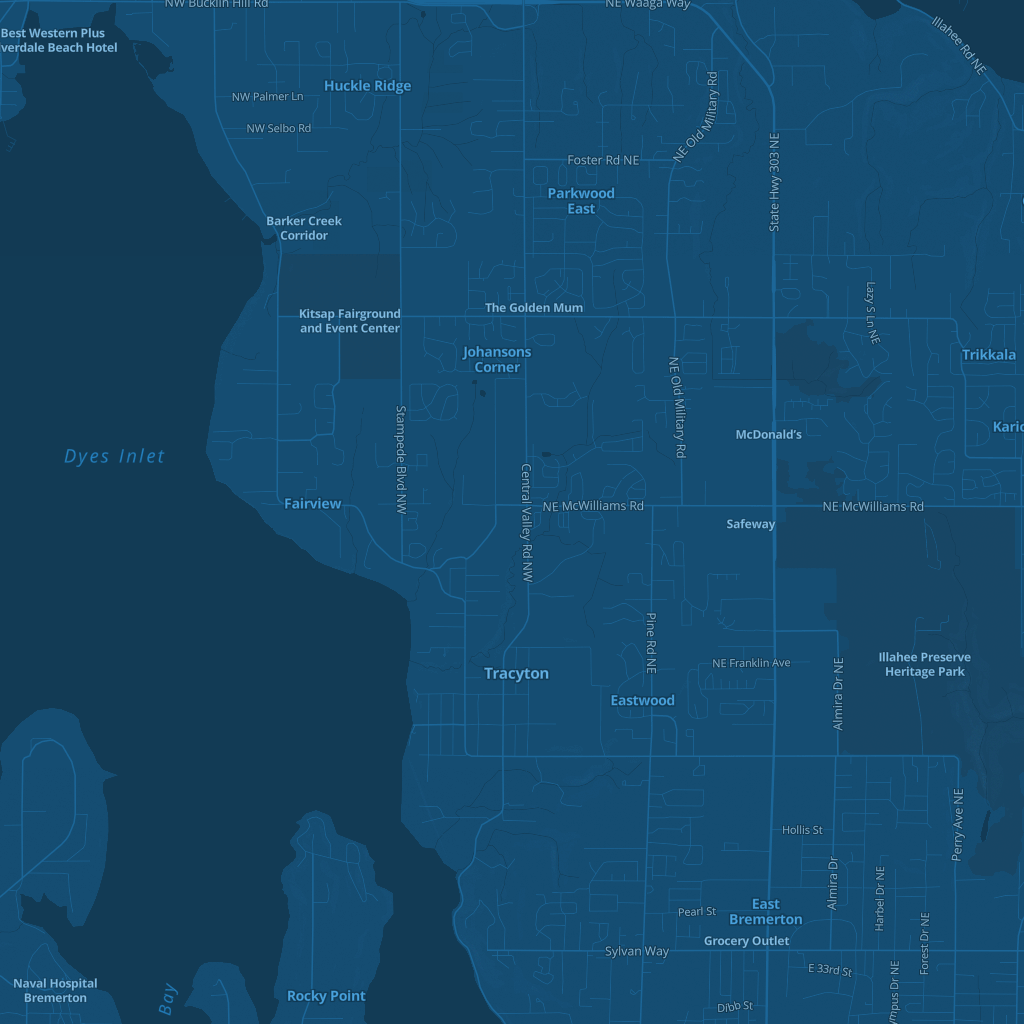 NW Bucklin Hill Rd
NE Waaga Way
Illahee Rd NE
Best Western Plus
verdale Beach Hotel
Huckle Ridge
NW Palmer Ln
NW Selbo Rd
NE Old Military Rd
State Hwy 303 NE
Foster Rd NE
Parkwood
East
Barker Creek
Corridor
Kitsap Fairground
and Event Center
The Golden Mum
Lazy S Ln NE
Johansons
Corner
Trikkala
NE Old Military Rd
Stampede Blvd NW
McDonald's
Dyes Inlet
Central Valley Rd NW
Fairview
NE McWilliams Rd
NE McWilliams Rd
Safeway
Pine Rd NE
NE Franklin Ave
Almira Dr NE
Illahee Preserve
Heritage Park
Tracyton
Eastwood
Hollis St
Perry Ave NE
Almira Dr
Harbel Dr NE
East
Bremerton
Pearl St
Forest Dr NE
Grocery Outlet
Sylvan Way
E 33rd St
Naval Hospital
Bremerton
Bay
Rocky Point
Dibb St
mpus Dr NE